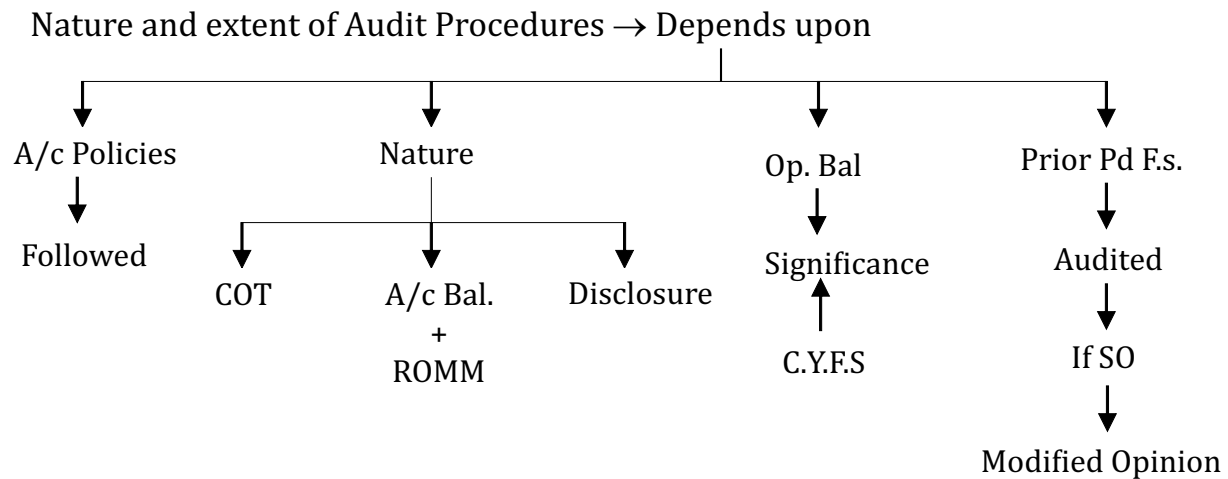 Nature and extent of Audit Procedures → Depends upon
A/c Policies
Followed
Nature
COT
A/c Bal.
+
ROMM
Disclosure
Op. Bal
Significance
C.Y.F.S
Prior Pd F.s.
Audited
If SO
Modified Opinion